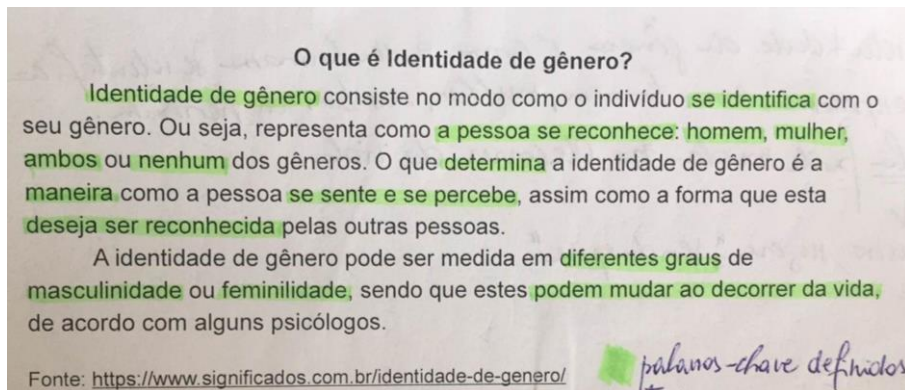 O que é Identidade de gênero?
Identidade de gênero consiste no modo como o indivíduo se identifica com o
seu gênero. Ou seja, representa como a pessoa se reconhece: homem, mulher,
ambos ou nenhum dos gêneros. O que determina a identidade de gênero é a
maneira como a pessoa se sente e se percebe, assim como a forma que esta
deseja ser reconhecida pelas outras pessoas.
A identidade de gênero pode ser medida em diferentes graus de
masculinidade ou feminilidade, sendo que estes podem mudar ao decorrer da vida,
de acordo com alguns psicólogos.
Fonte: https://www.significados.com.br/identidade-de-genero/
-chave